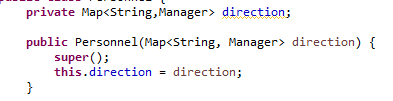 private Map<String,Manager> direction;
public Personnel(Map<String, Manager> direction) {
super();
this.direction = direction;
}